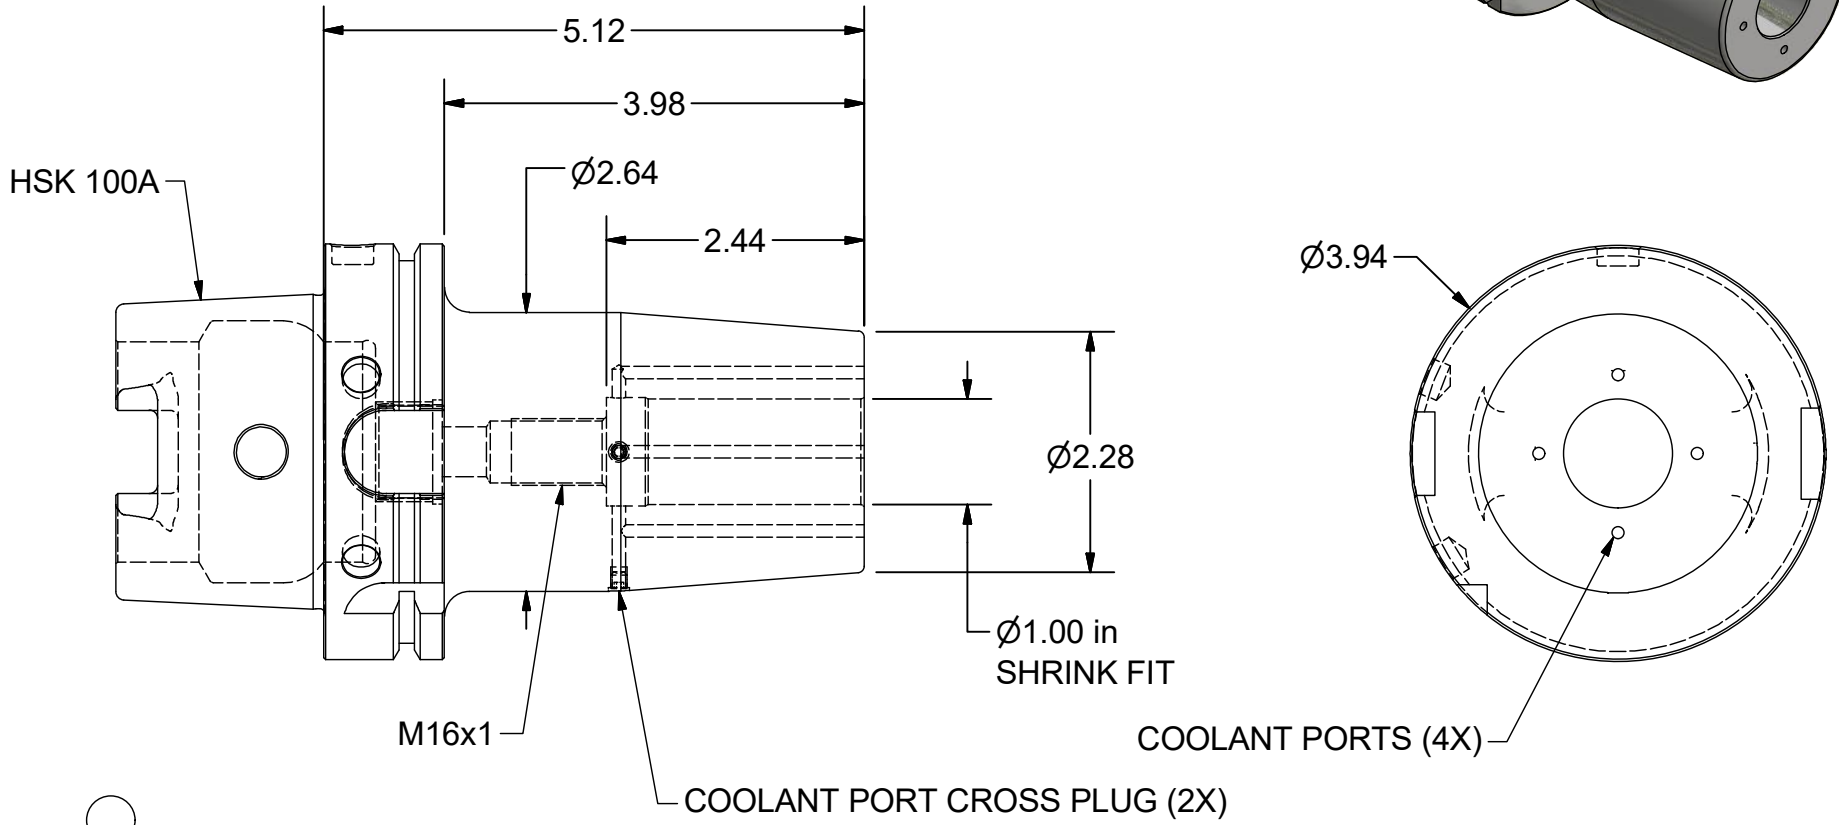 5.12
3.98
HSK 100A
Ø2.64
2.44
Ø3.94
Ø2.28
Ø1.00 in
SHRINK FIT
M16x1
COOLANT PORTS (4X)
COOLANT PORT CROSS PLUG (2X)